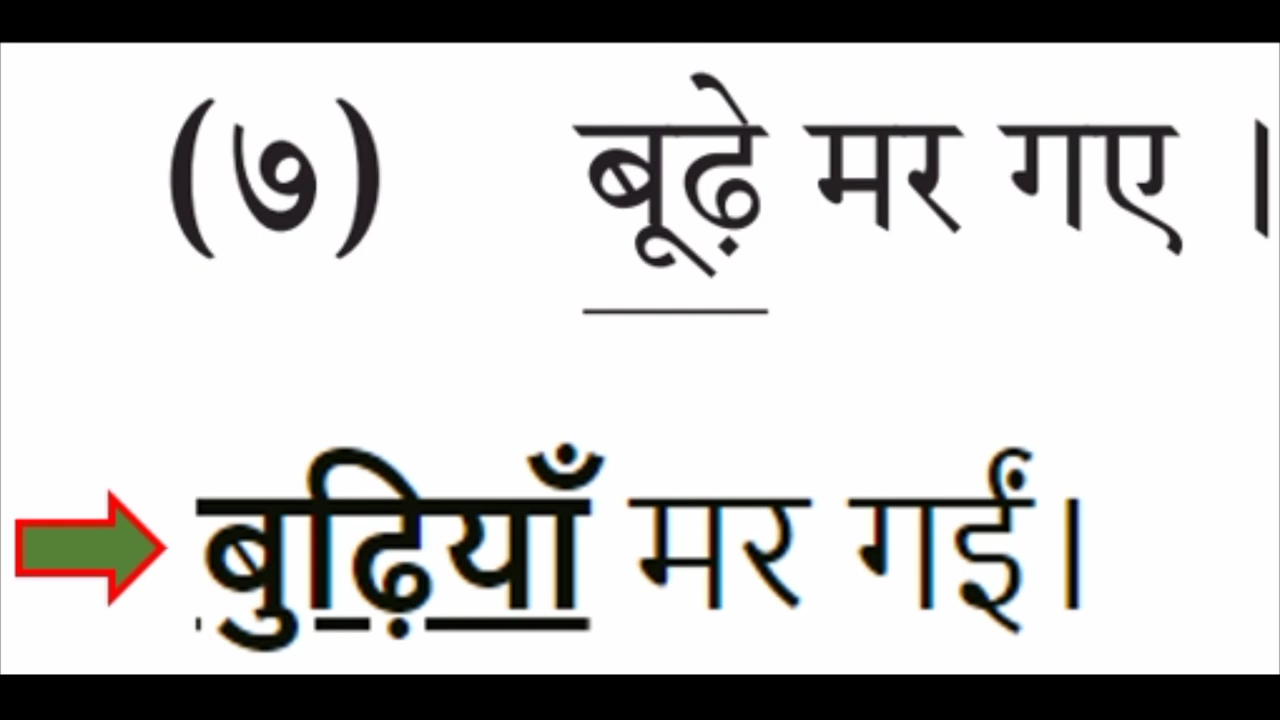 (७) बूढ़े मर गए ।
बुढ़ियाँ मर गईं।